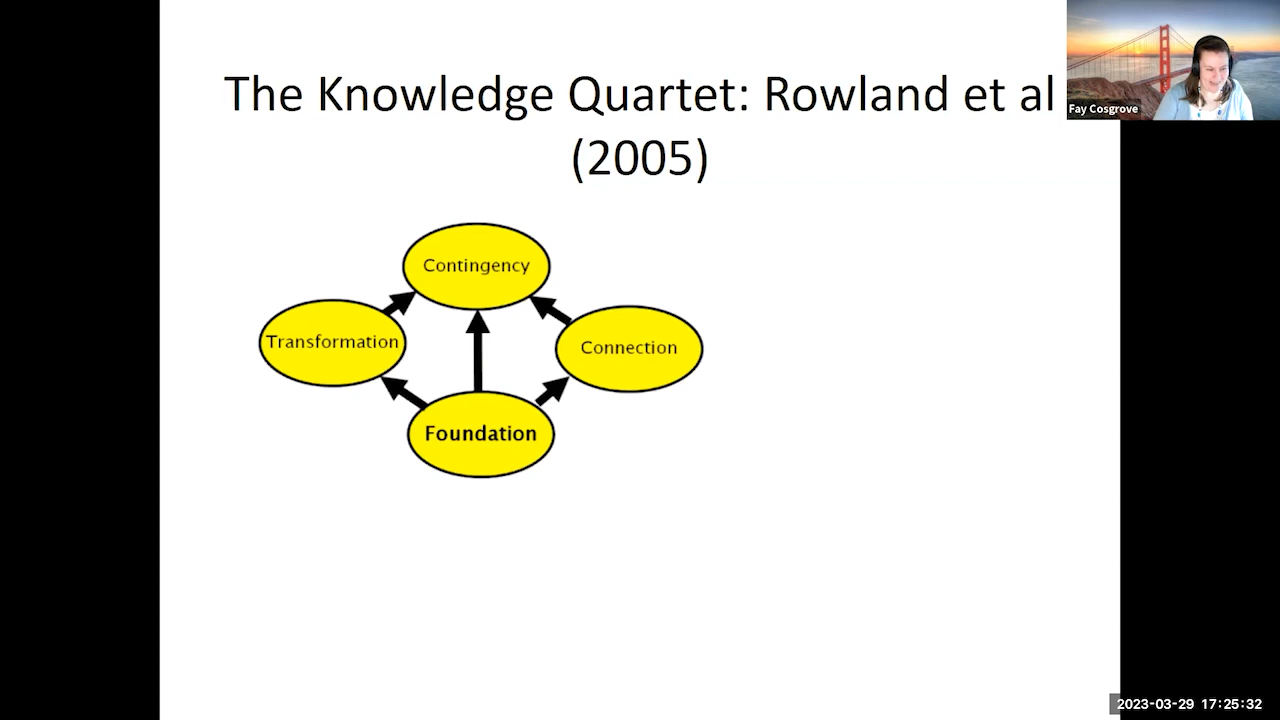 The Knowledge Quartet: Rowland et al
(2005)
Fay Cosgrove
Contingency
Transformation
Connection
Foundation
2023-03-29 17:25:32